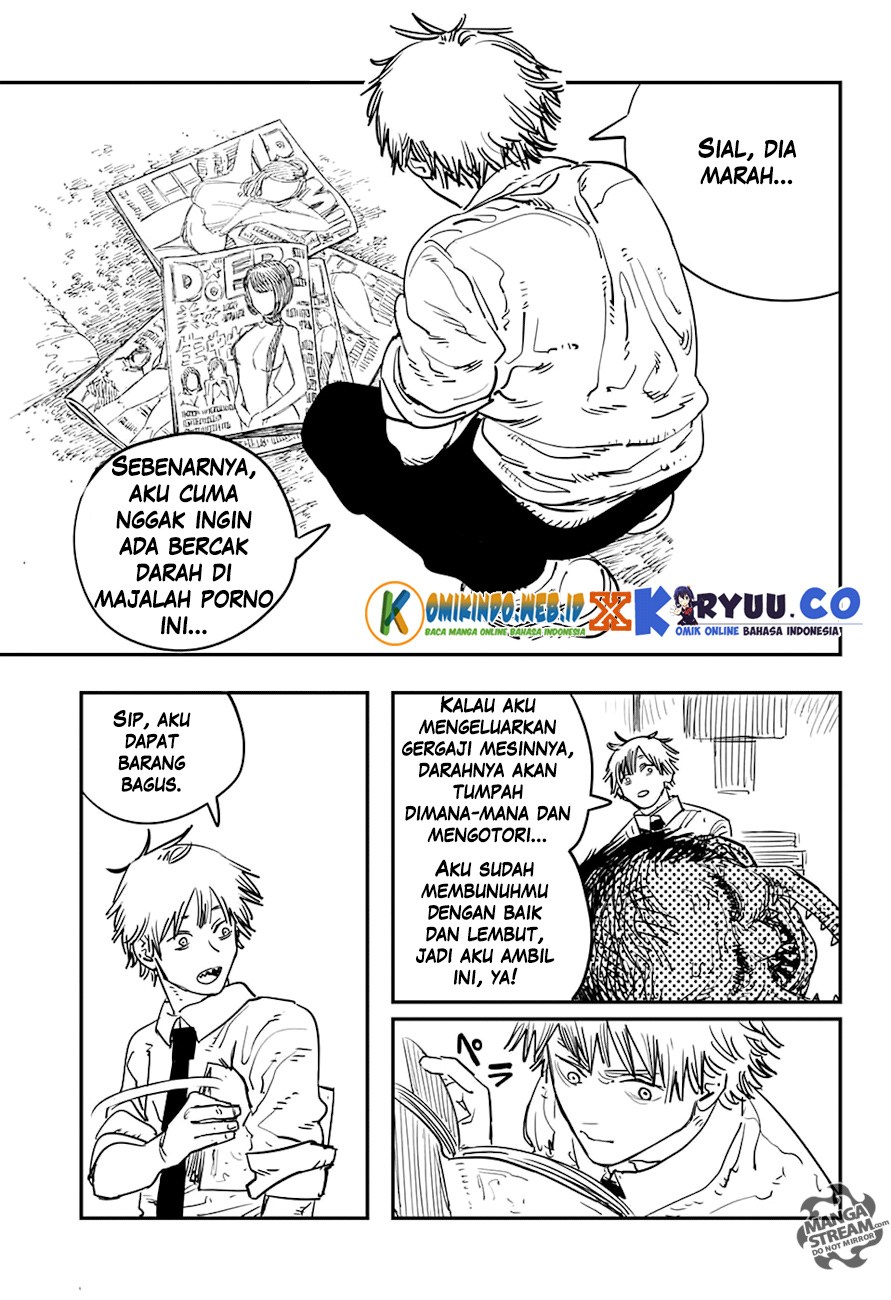 SIAL, DIA
MARAH...
SEBENARNYA,
AKU CUMA
NGGAK INGIN
ADA BERCAK
DARAH DI
MAJALAH PORNO
INI...
KOMIKINDO.WEB.ID
BACA MANGA ONLINE BAHASA INDONESIA
X
KIRYUU.CO
OMIK ONLINE BAHASA INDONESIA
KALAU AKU
MENGELUARKAN
GERGAJI MESINNYA,
DARAHNYA AKAN
TUMPAH
DIMANA-MANA DAN
MENGOTORI...
AKU SUDAH
MEMBUNUHMU
DENGAN BAIK
DAN LEMBUT,
JADI AKU AMBIL
INI, YA!
ペラ
SIP, AKU
DAPAT
BARANG
BAGUS.
MANGA
STREAM.COM
DO NOT MIRROR